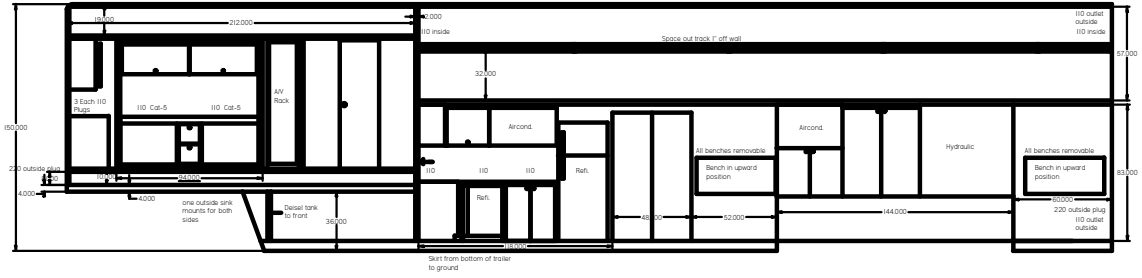 19.000
212.000
2.000
110 outlet
outside
110 inside
110 inside
Space out track 1" off wall
57.000
32.000
3 Each 110
Plugs
110 Cat-5
110 Cat-5
A/V
Rack
150.000
Aircond.
Aircond.
Hydraulic
All benches removable
Bench in upward
position
All benches removable
Bench in upward
position
220 outside plug
10.000
94.000
110
110
110
Refi.
Refi.
83.000
4.000
4.000
one outside sink
mounts for both
sides
Deisel tank
to front
36.000
52.000
144.000
60.000
220 outside plug
110 outlet
outside
118.000
Skirt from bottom of trailer
to ground